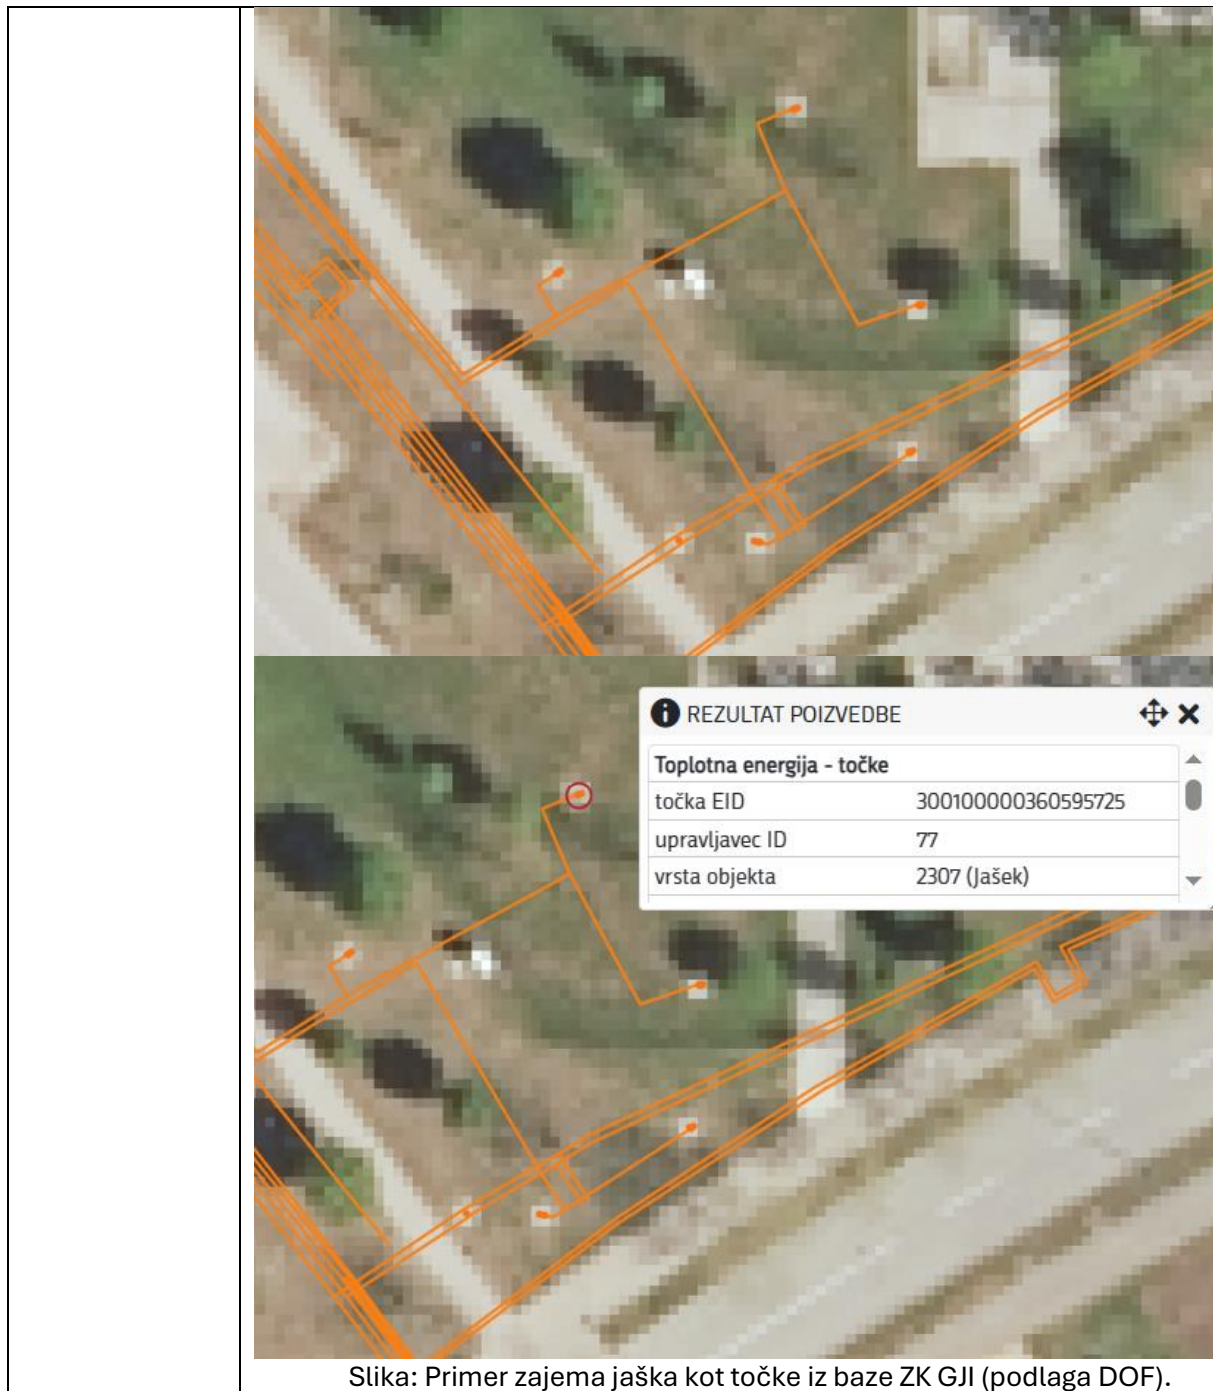 REZULTAT POIZVEDBE
Toplotna energija - točke
točka EID 300100000360595725
upravljavec ID 77
vrsta objekta 2307 (Jašek)
Slika: Primer zajema jaška kot točke iz baze ZK GJI (podlaga DOF).